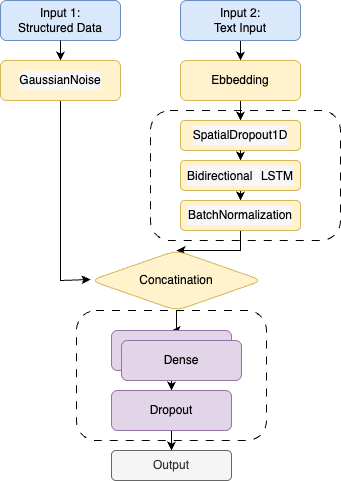 Input 1:
Structured Data
Input 2:
Text Input
GaussianNoise
Ebbedding
SpatialDropout1D
Bidirectional LSTM
BatchNormalization
Concatination
Dense
Dropout
Output